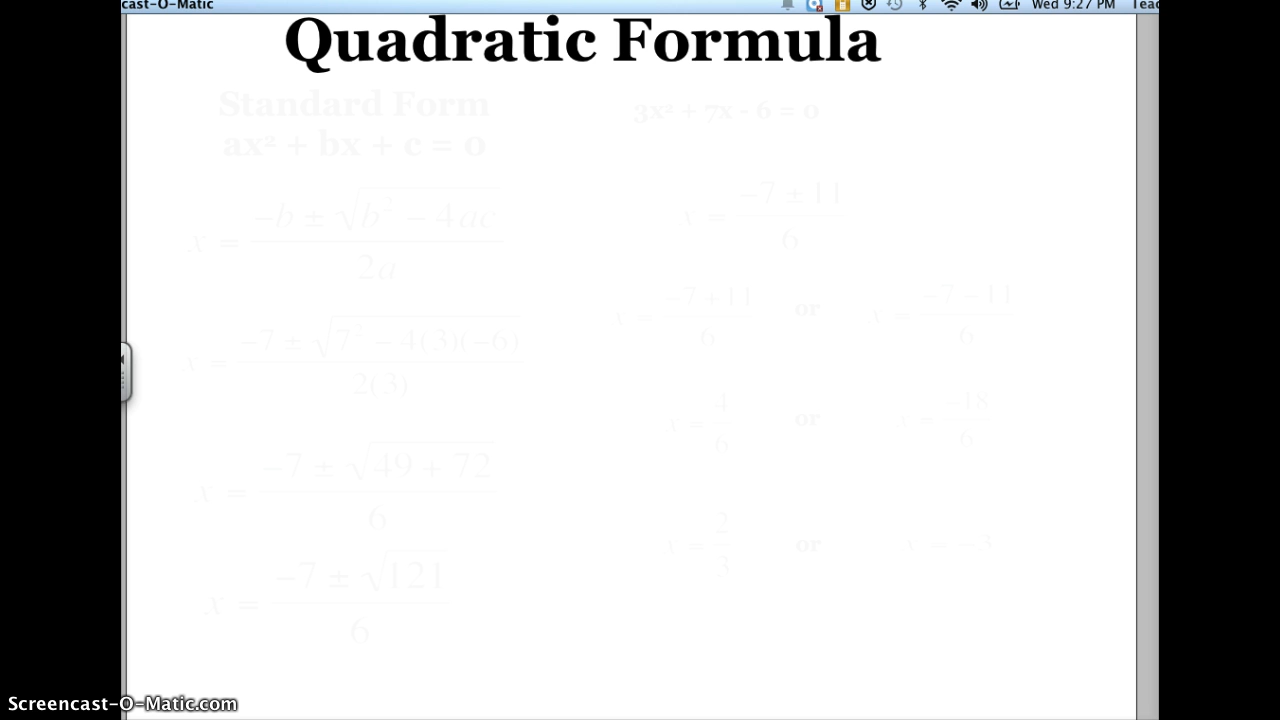 cast-O-Matic
Wed 9:27 PM Teac
Quadratic Formula
Standard Form
ax² + bx + c = 0
3x² + 7x - 6 = 0
x = (−b ± √(b² − 4ac)) / 2a
x = (−7 ± √(7² − 4(3)(−6))) / 2(3)
x = (−7 ± √(49 + 72)) / 6
x = (−7 ± √121) / 6
x = (−7 ± 11) / 6
x = (−7 + 11) / 6 or x = (−7 − 11) / 6
x = 4/6 or x = −18/6
x = 2/3 or x = −3
Screencast-O-Matic.com